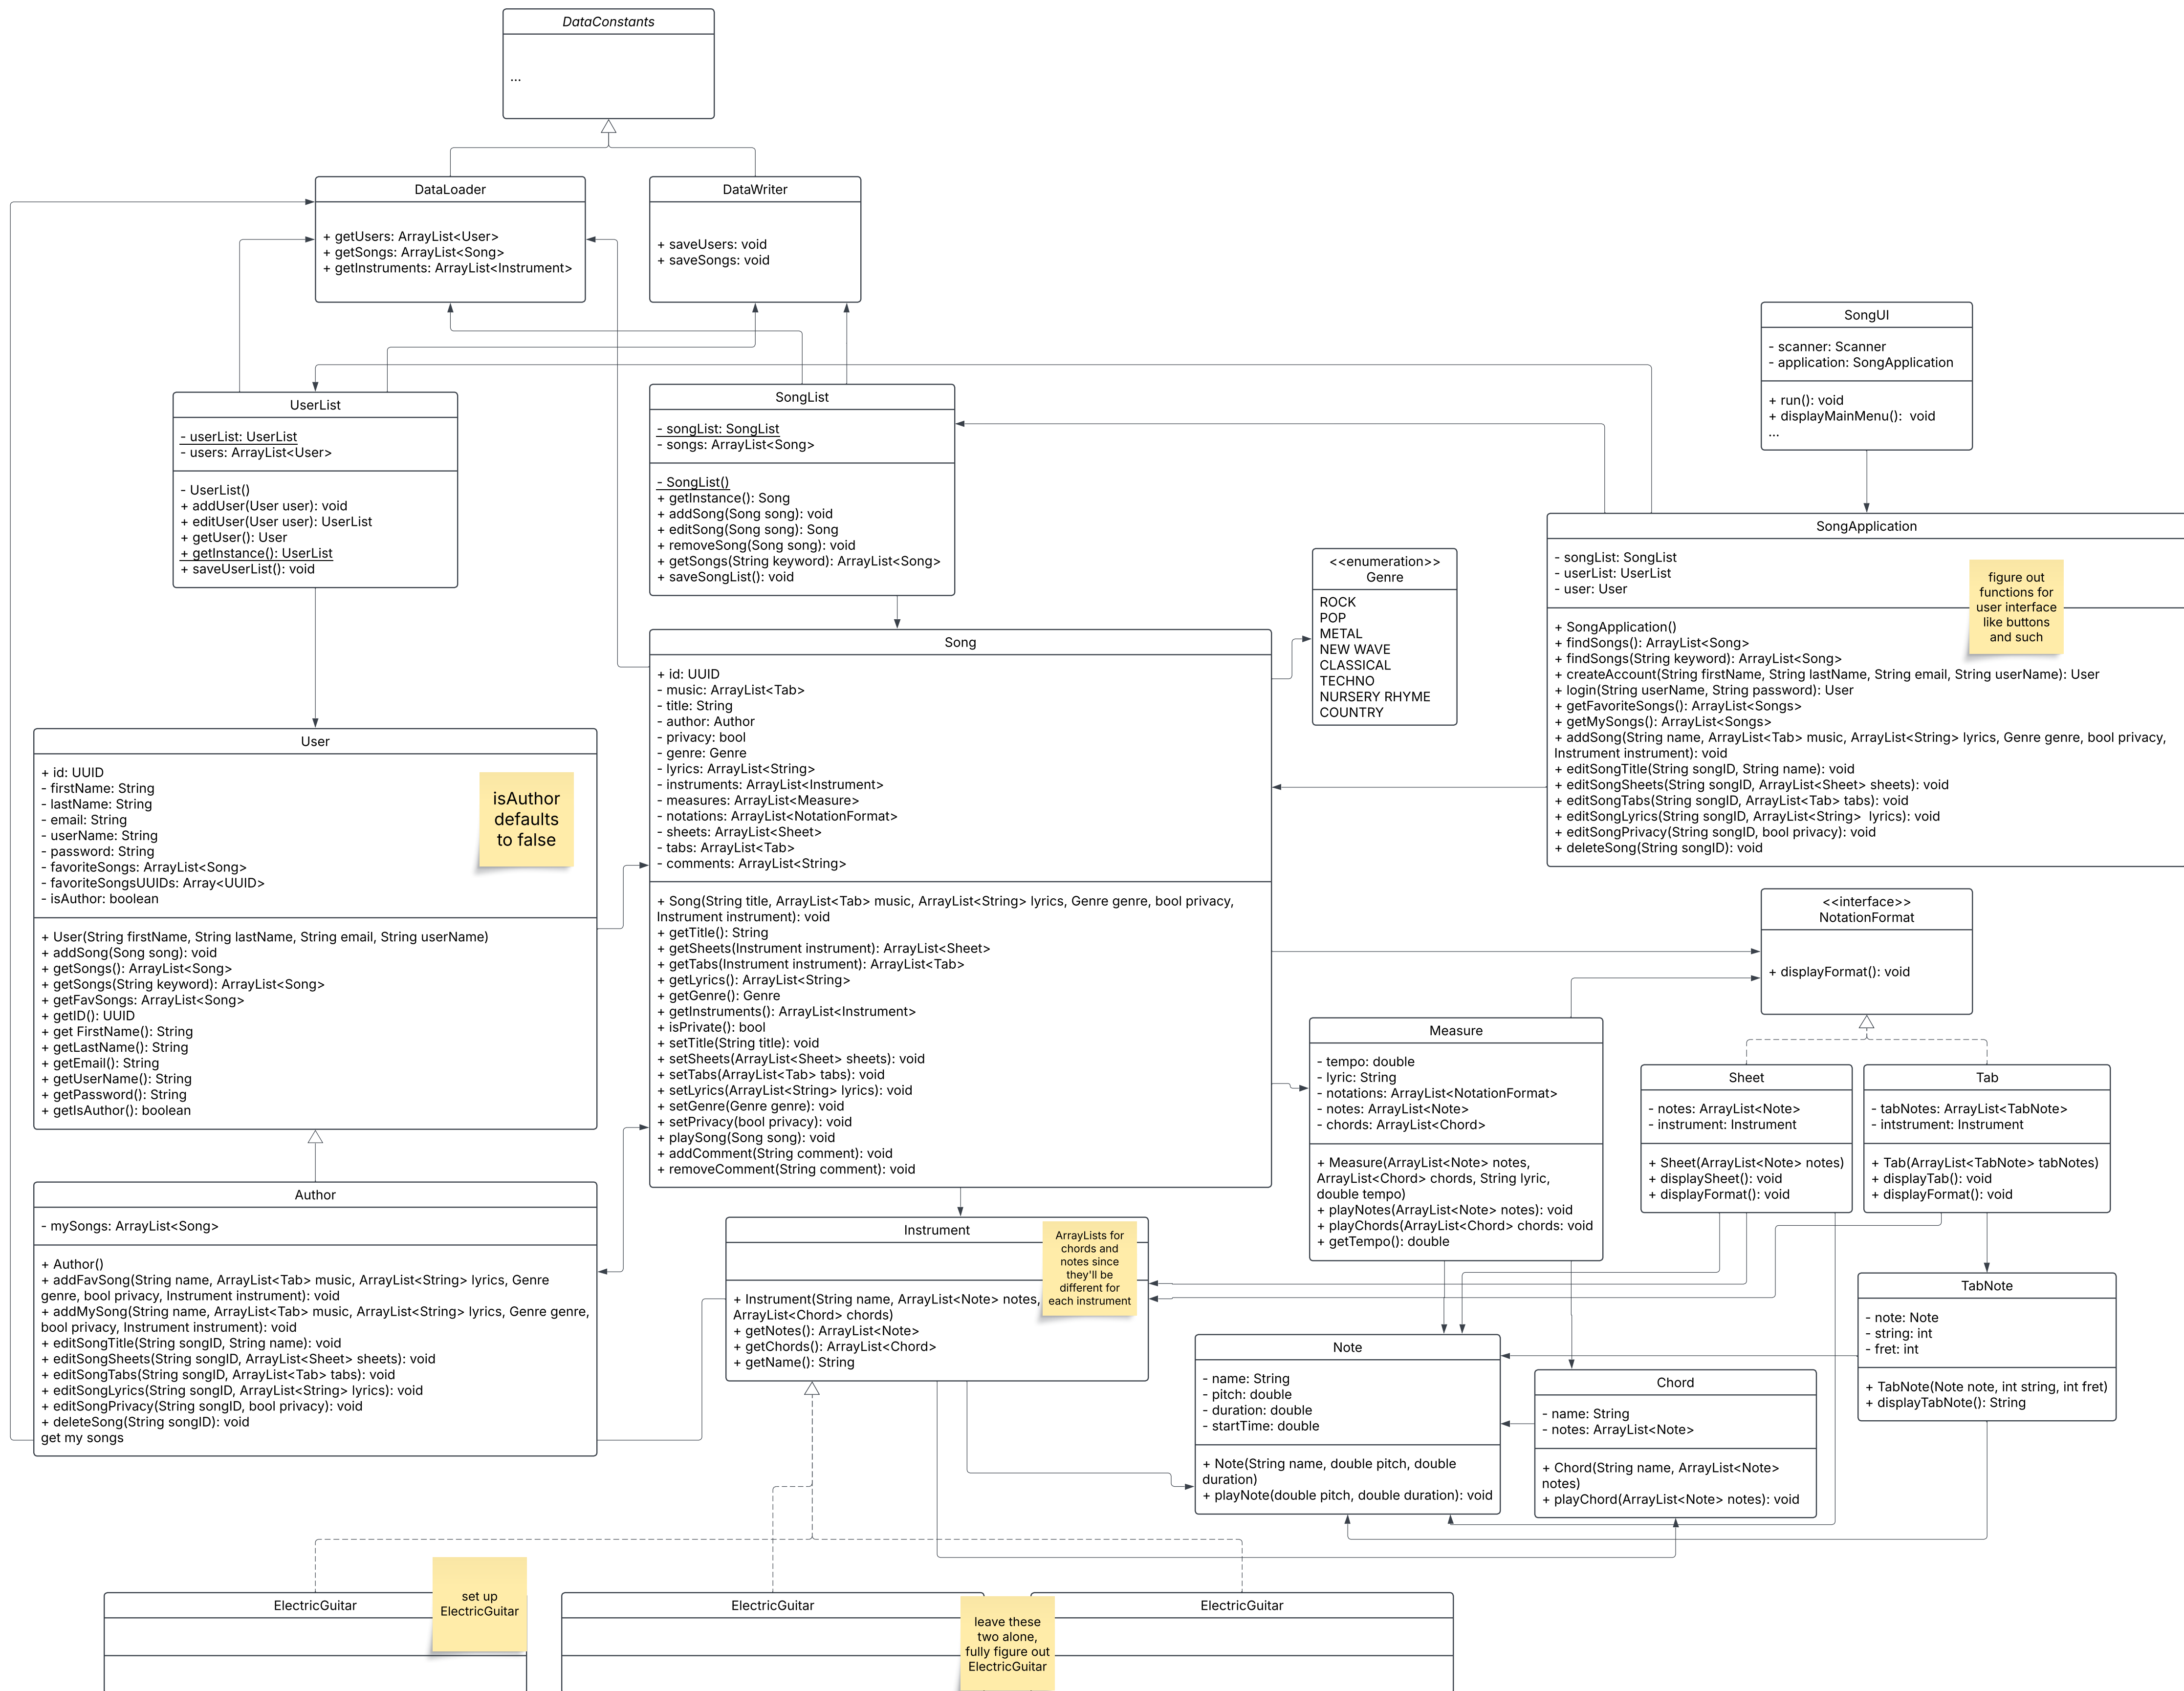 DataConstants
...
DataLoader
+ getUsers: ArrayList<User>
+ getSongs: ArrayList<Song>
+ getInstruments: ArrayList<Instrument>
DataWriter
+ saveUsers: void
+ saveSongs: void
SongUI
- scanner: Scanner
- application: SongApplication
+ run(): void
+ displayMainMenu():  void
...
UserList
- userList: UserList
- users: ArrayList<User>
- UserList()
+ addUser(User user): void
+ editUser(User user): UserList
+ getUser(): User
+ getInstance(): UserList
+ saveUserList(): void
SongList
- songList: SongList
- songs: ArrayList<Song>
- SongList()
+ getInstance(): Song
+ addSong(Song song): void
+ editSong(Song song): Song
+ removeSong(Song song): void
+ getSongs(String keyword): ArrayList<Song>
+ saveSongList(): void
<<enumeration>>
Genre
ROCK
POP
METAL
NEW WAVE
CLASSICAL
TECHNO
NURSERY RHYME
COUNTRY
SongApplication
- songList: SongList
- userList: UserList
- user: User
figure out
functions for
user interface
like buttons
and such
+ SongApplication()
+ findSongs(): ArrayList<Song>
+ findSongs(String keyword): ArrayList<Song>
+ createAccount(String firstName, String lastName, String email, String userName): User
+ login(String userName, String password): User
+ getFavoriteSongs(): ArrayList<Songs>
+ getMySongs(): ArrayList<Songs>
+ addSong(String name, ArrayList<Tab> music, ArrayList<String> lyrics, Genre genre, bool privacy,
Instrument instrument): void
+ editSongTitle(String songID, String name): void
+ editSongSheets(String songID, ArrayList<Sheet> sheets): void
+ editSongTabs(String songID, ArrayList<Tab> tabs): void
+ editSongLyrics(String songID, ArrayList<String>  lyrics): void
+ editSongPrivacy(String songID, bool privacy): void
+ deleteSong(String songID): void
User
+ id: UUID
- firstName: String
- lastName: String
- email: String
- userName: String
- password: String
- favoriteSongs: ArrayList<Song>
- favoriteSongsUUIDs: Array<UUID>
- isAuthor: boolean
isAuthor
defaults
to false
+ User(String firstName, String lastName, String email, String userName)
+ addSong(Song song): void
+ getSongs(): ArrayList<Song>
+ getSongs(String keyword): ArrayList<Song>
+ getFavSongs: ArrayList<Song>
+ getID(): UUID
+ get FirstName(): String
+ getLastName(): String
+ getEmail(): String
+ getUserName(): String
+ getPassword(): String
+ getIsAuthor(): boolean
Song
+ id: UUID
- music: ArrayList<Tab>
- title: String
- author: Author
- privacy: bool
- genre: Genre
- lyrics: ArrayList<String>
- instruments: ArrayList<Instrument>
- measures: ArrayList<Measure>
- notations: ArrayList<NotationFormat>
- sheets: ArrayList<Sheet>
- tabs: ArrayList<Tab>
- comments: ArrayList<String>
+ Song(String title, ArrayList<Tab> music, ArrayList<String> lyrics, Genre genre, bool privacy,
Instrument instrument): void
+ getTitle(): String
+ getSheets(Instrument instrument): ArrayList<Sheet>
+ getTabs(Instrument instrument): ArrayList<Tab>
+ getLyrics(): ArrayList<String>
+ getGenre(): Genre
+ getInstruments(): ArrayList<Instrument>
+ isPrivate(): bool
+ setTitle(String title): void
+ setSheets(ArrayList<Sheet> sheets): void
+ setTabs(ArrayList<Tab> tabs): void
+ setLyrics(ArrayList<String> lyrics): void
+ setGenre(Genre genre): void
+ setPrivacy(bool privacy): void
+ playSong(Song song): void
+ addComment(String comment): void
+ removeComment(String comment): void
<<interface>>
NotationFormat
+ displayFormat(): void
Measure
- tempo: double
- lyric: String
- notations: ArrayList<NotationFormat>
- notes: ArrayList<Note>
- chords: ArrayList<Chord>
+ Measure(ArrayList<Note> notes,
ArrayList<Chord> chords, String lyric,
double tempo)
+ playNotes(ArrayList<Note> notes): void
+ playChords(ArrayList<Chord> chords: void
+ getTempo(): double
Sheet
- notes: ArrayList<Note>
- instrument: Instrument
+ Sheet(ArrayList<Note> notes)
+ displaySheet(): void
+ displayFormat(): void
Tab
- tabNotes: ArrayList<TabNote>
- intstrument: Instrument
+ Tab(ArrayList<TabNote> tabNotes)
+ displayTab(): void
+ displayFormat(): void
Author
- mySongs: ArrayList<Song>
+ Author()
+ addFavSong(String name, ArrayList<Tab> music, ArrayList<String> lyrics, Genre
genre, bool privacy, Instrument instrument): void
+ addMySong(String name, ArrayList<Tab> music, ArrayList<String> lyrics, Genre genre,
bool privacy, Instrument instrument): void
+ editSongTitle(String songID, String name): void
+ editSongSheets(String songID, ArrayList<Sheet> sheets): void
+ editSongTabs(String songID, ArrayList<Tab> tabs): void
+ editSongLyrics(String songID, ArrayList<String> lyrics): void
+ editSongPrivacy(String songID, bool privacy): void
+ deleteSong(String songID): void
get my songs
Instrument
ArrayLists for
chords and
notes since
they'll be
different for
each instrument
+ Instrument(String name, ArrayList<Note> notes,
ArrayList<Chord> chords)
+ getNotes(): ArrayList<Note>
+ getChords(): ArrayList<Chord>
+ getName(): String
Note
- name: String
- pitch: double
- duration: double
- startTime: double
+ Note(String name, double pitch, double
duration)
+ playNote(double pitch, double duration): void
Chord
- name: String
- notes: ArrayList<Note>
+ Chord(String name, ArrayList<Note>
notes)
+ playChord(ArrayList<Note> notes): void
TabNote
- note: Note
- string: int
- fret: int
+ TabNote(Note note, int string, int fret)
+ displayTabNote(): String
ElectricGuitar
set up
ElectricGuitar
ElectricGuitar
leave these
two alone,
fully figure out
ElectricGuitar
ElectricGuitar